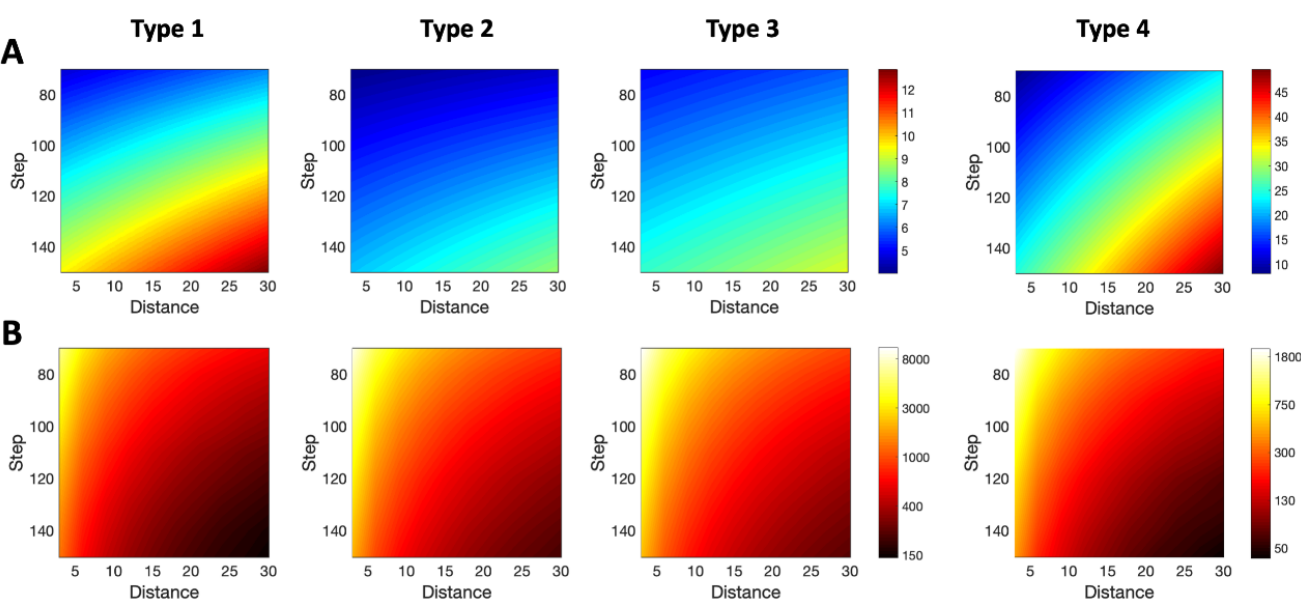 Type 1 Type 2 Type 3 Type 4
A
Step 80 100 120 140
5 10 15 20 25 30
Distance
Step 80 100 120 140
5 10 15 20 25 30
Distance
Step 80 100 120 140
5 10 15 20 25 30
Distance
12 11 10 9 8 7 6 5
Step 80 100 120 140
5 10 15 20 25 30
Distance
45 40 35 30 25 20 15 10
B
Step 80 100 120 140
5 10 15 20 25 30
Distance
Step 80 100 120 140
5 10 15 20 25 30
Distance
Step 80 100 120 140
5 10 15 20 25 30
Distance
8000 3000 1000 400 150
Step 80 100 120 140
5 10 15 20 25 30
Distance
1800 750 300 130 50